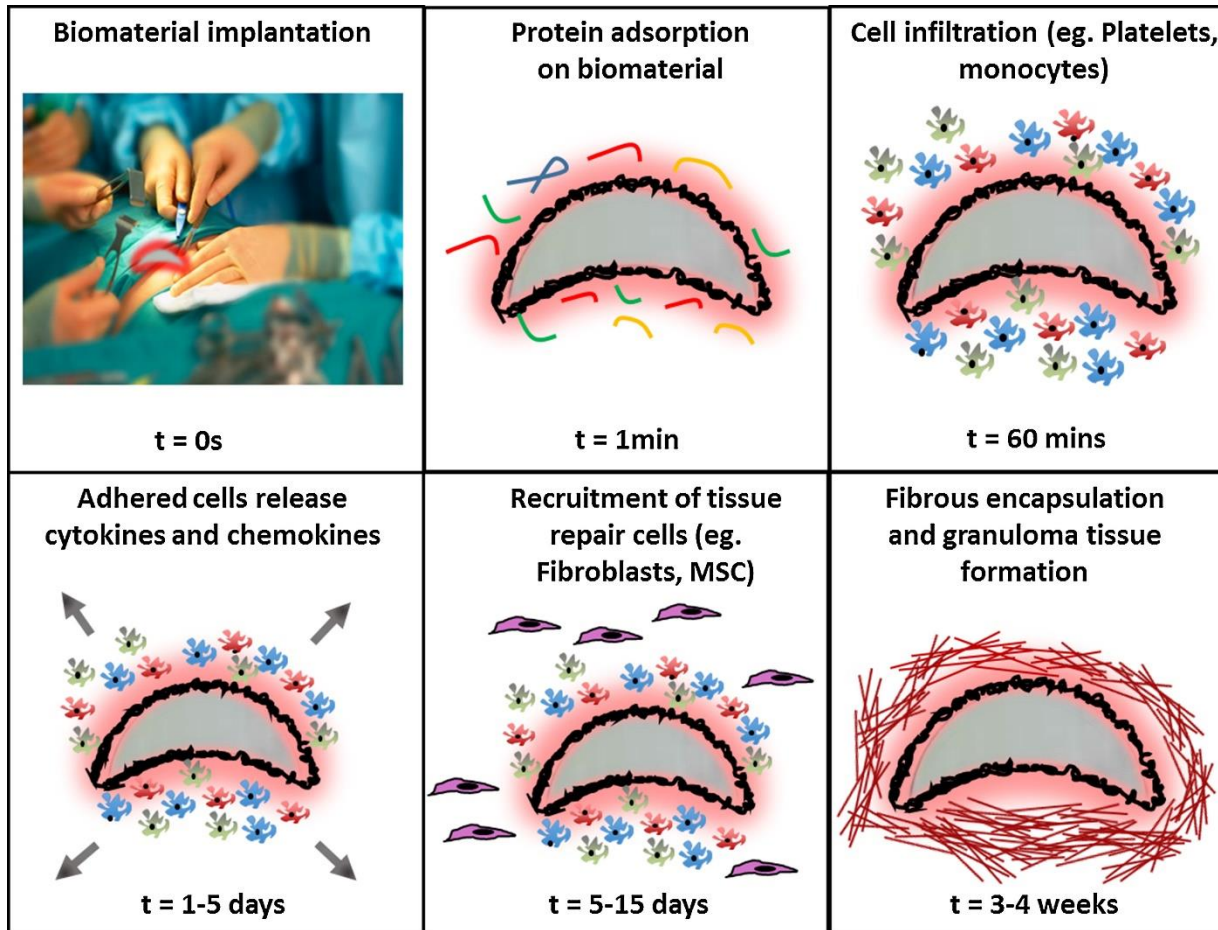 Biomaterial implantation
t = 0s
Protein adsorption
on biomaterial
t = 1min
Cell infiltration (eg. Platelets,
monocytes)
t = 60 mins
Adhered cells release
cytokines and chemokines
t = 1-5 days
Recruitment of tissue
repair cells (eg.
Fibroblasts, MSC)
t = 5-15 days
Fibrous encapsulation
and granuloma tissue
formation
t = 3-4 weeks